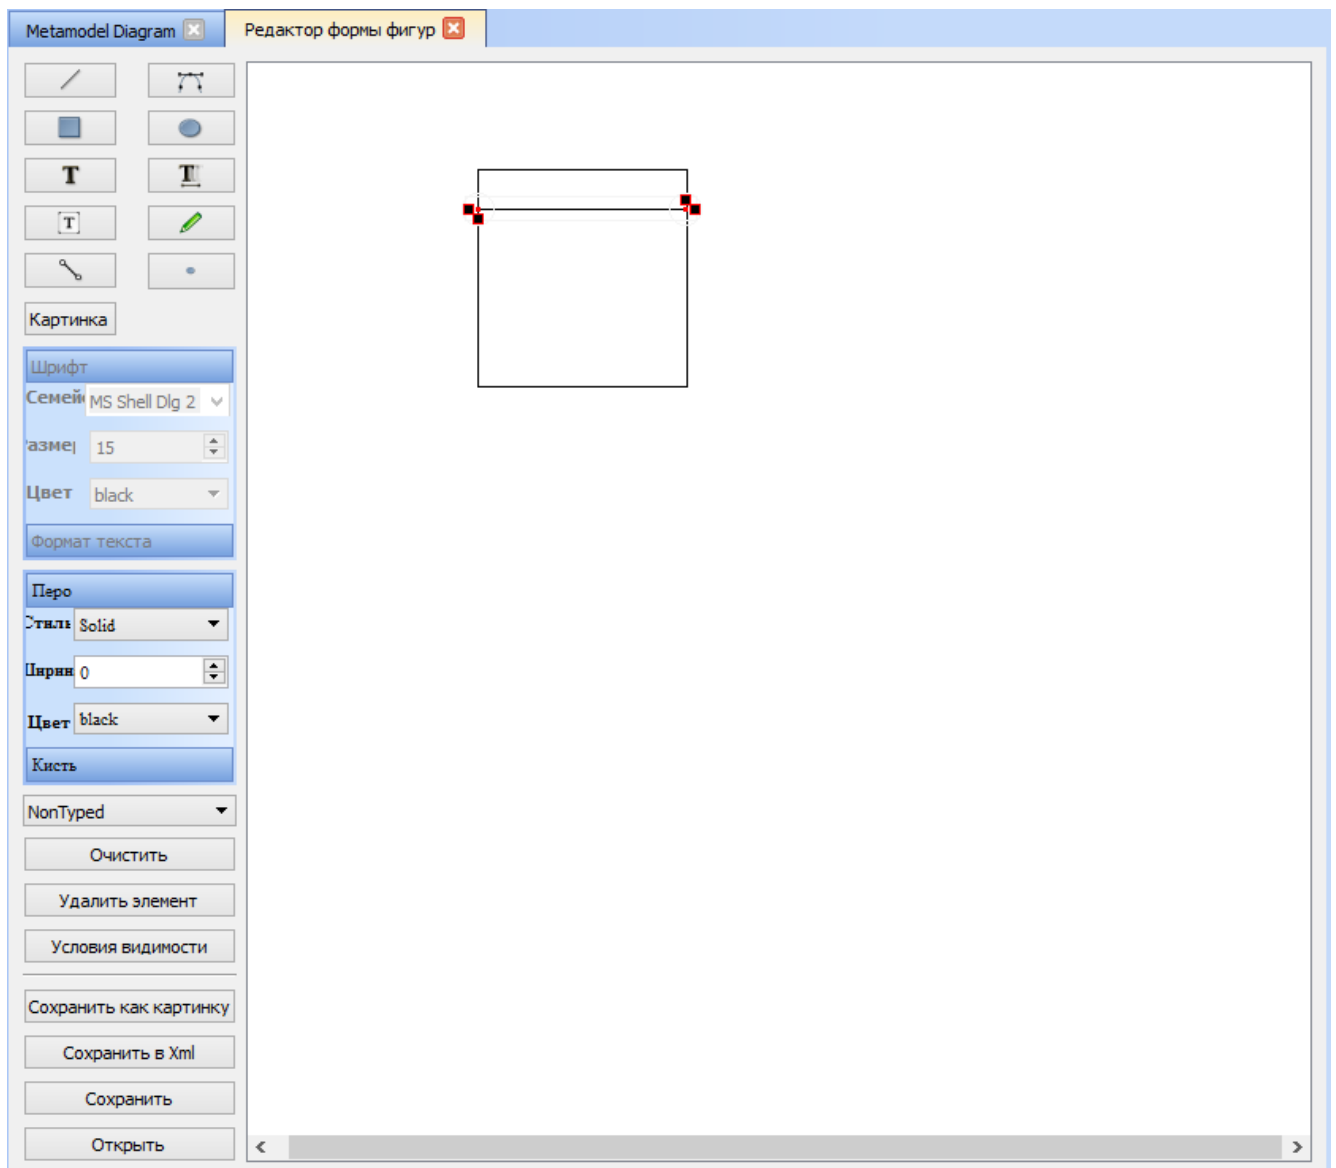 Metamodel Diagram
Редактор формы фигур
T
T
T
Картинка
Шрифт
Семей
MS Shell Dlg 2
азме
15
Цвет
black
Формат текста
Перо
Стиль
Solid
Ширин
0
Цвет
black
Кисть
NonTyped
Очистить
Удалить элемент
Условия видимости
Сохранить как картинку
Сохранить в Xml
Сохранить
Открыть